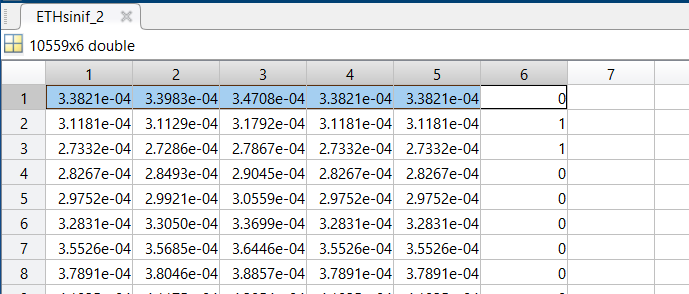 ETHsinif_2
10559x6 double
1 2 3 4 5 6 7
1 3.3821e-04 3.3983e-04 3.4708e-04 3.3821e-04 3.3821e-04 0
2 3.1181e-04 3.1129e-04 3.1792e-04 3.1181e-04 3.1181e-04 1
3 2.7332e-04 2.7286e-04 2.7867e-04 2.7332e-04 2.7332e-04 1
4 2.8267e-04 2.8493e-04 2.9045e-04 2.8267e-04 2.8267e-04 0
5 2.9752e-04 2.9921e-04 3.0559e-04 2.9752e-04 2.9752e-04 0
6 3.2831e-04 3.3050e-04 3.3699e-04 3.2831e-04 3.2831e-04 0
7 3.5526e-04 3.5685e-04 3.6446e-04 3.5526e-04 3.5526e-04 0
8 3.7891e-04 3.8046e-04 3.8857e-04 3.7891e-04 3.7891e-04 0